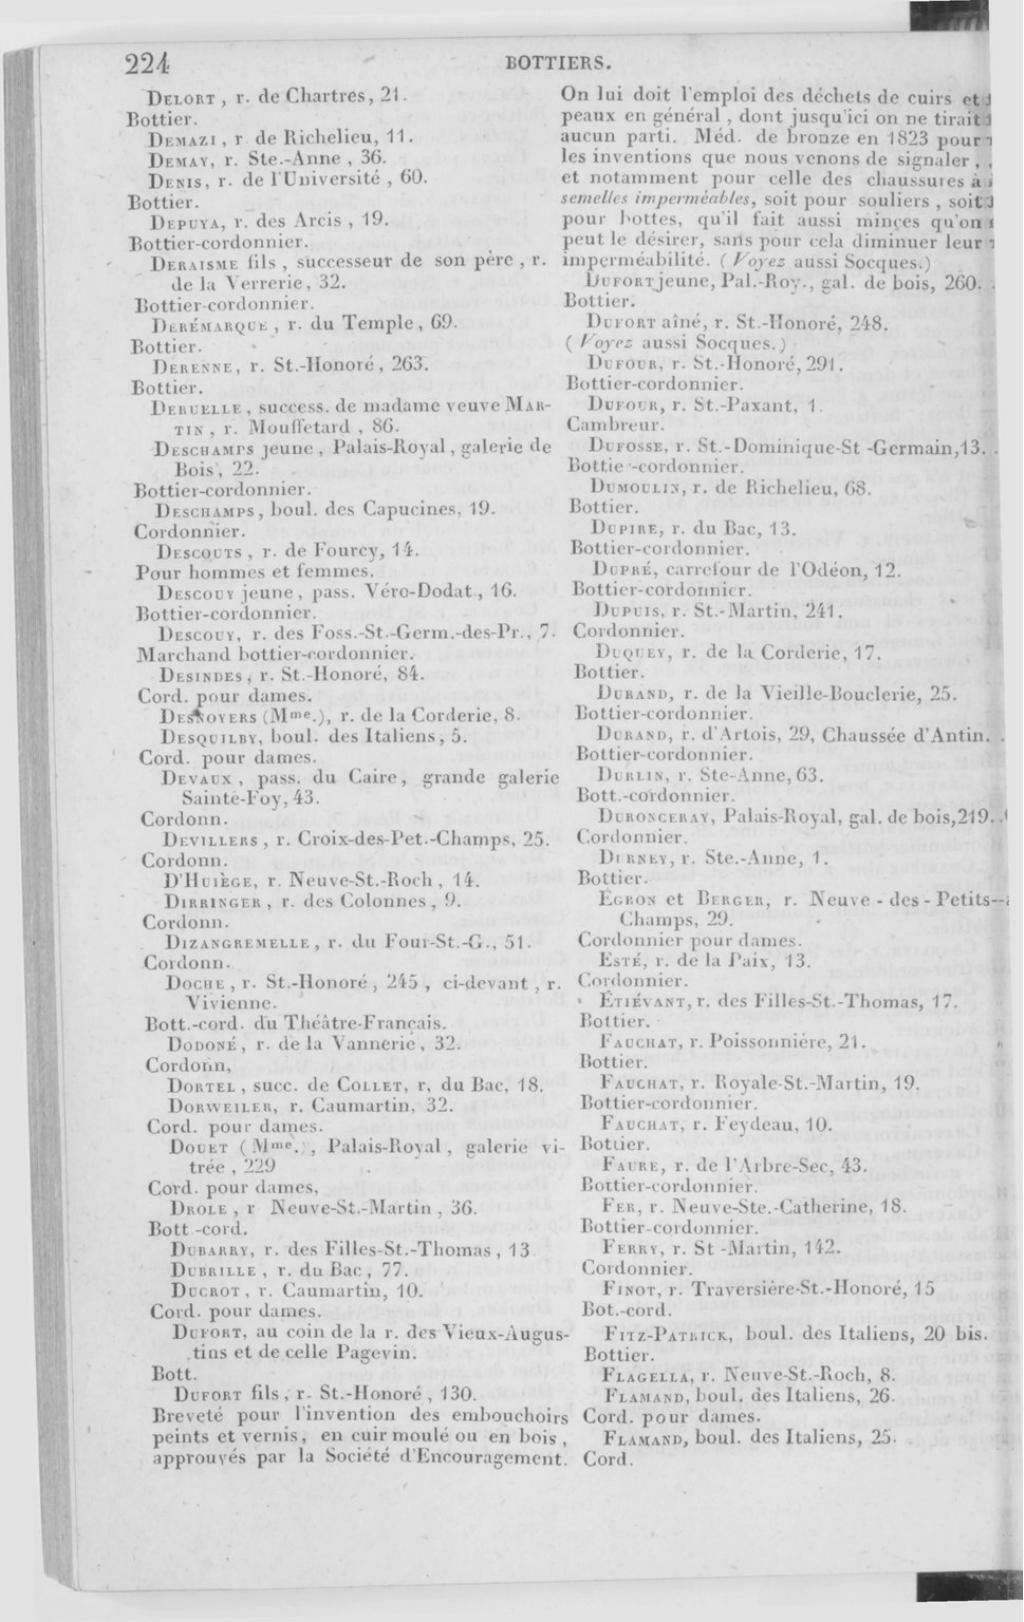 224
BOTTIERS.
DELORT, r. de Chartres, 21.
Bottier.
DEMAZI, r. de Richelieu, 11.
DEMAY, r. Ste.-Anne, 36.
DENIS, r. de l'Université, 60.
Bottier.
DEPUYA, r. des Arcis, 19.
Bottier-cordonnier.
DERAISME fils, successeur de son père, r.
de la Verrerie, 32.
Bottier-cordonnier.
DERÉMARQUE, r. du Temple, 69.
Bottier.
DERENNE, r. St.-Honoré, 263.
Bottier.
DERUELLE, success. de madame veuve MAR-
TIN, r. Mouffetard, 86.
DESCHAMPS jeune, Palais-Royal, galerie de
Bois, 22.
Bottier-cordonnier.
DESCHAMPS, boul. des Capucines, 19.
Cordonnier.
DESCOUTS, r. de Fourcy, 14.
Pour hommes et femmes.
DESCOUY jeune, pass. Véro-Dodat, 16.
Bottier-cordonnier.
DESCOUY, r. des Foss.-St.-Germ.-des-Pr., 7.
Marchand bottier-cordonnier.
DESINDES, r. St.-Honoré, 84.
Cord. pour dames.
DESNOYERS (Mme.), r. de la Corderie, 8.
DESQUILBY, boul. des Italiens, 5.
Cord. pour dames.
DEVAUX, pass. du Caire, grande galerie
Sainte-Foy, 43.
Cordonn.
DEVILLERS, r. Croix-des-Pet.-Champs, 25.
Cordonn.
D'HUIÈGE, r. Neuve-St.-Roch, 14.
DIRRINGER, r. des Colonnes, 9.
Cordonn.
DIZANGREMELLE, r. du Four-St.-G., 51.
Cordonn.
DOCHE, r. St.-Honoré, 245, ci-devant, r.
Vivienne.
Bott.-cord. du Théâtre-Français.
DODONÉ, r. de la Vannerie, 32.
Cordonn,
DORTEL, succ. de COLLET, r. du Bac, 18.
DORWEILER, r. Caumartin, 32.
Cord. pour dames.
DOUET (Mme., Palais-Royal, galerie vi-
trée, 229
Cord. pour dames,
DROLE, r Neuve-St.-Martin, 36.
Bott -cord.
DUBARRY, r. des Filles-St.-Thomas, 13
DUBRILLE, r. du Bac, 77.
DUCROT, r. Caumartin, 10.
Cord. pour dames.
DUFORT, au coin de la r. des Vieux-Augus-
tins et de celle Pagevin.
Bott.
DUFORT fils, r. St.-Honoré, 130.
Breveté pour l'invention des embouchoirs
peints et vernis, en cuir moulé ou en bois,
approuvés par la Société d'Encouragement.
On lui doit l'emploi des déchets de cuirs et
peaux en général, dont jusqu'ici on ne tirait
aucun parti. Méd. de bronze en 1823 pour
les inventions que nous venons de signaler,
et notamment pour celle des chaussures à
semelles imperméables, soit pour souliers, soit
pour bottes, qu'il fait aussi minces qu'on
peut le désirer, sans pour cela diminuer leur
imperméabilité. (Voyez aussi Socques.)
DUFORT jeune, Pal.-Roy., gal. de bois, 260.
Bottier.
DUFORT aîné, r. St.-Honoré, 248.
(Voyez aussi Socques.)
DUFOUR, r. St.-Honoré, 291.
Bottier-cordonnier.
DUFOUR, r. St.-Paxant, 1.
Cambreur.
DUFOSSE, r. St.-Dominique-St -Germain, 13.
Bottie -cordonnier.
DUMOULIN, r. de Richelieu, 68.
Bottier.
DUPIRE, r. du Bac, 13.
Bottier-cordonnier.
DUPRÉ, carrefour de l'Odéon, 12.
Bottier-cordonnier.
DUPUIS, r. St.-Martin, 241.
Cordonnier.
DUQUEY, r. de la Corderie, 17.
Bottier.
DURAND, r. de la Vieille-Bouclerie, 25.
Bottier-cordonnier.
DURAND, r. d'Artois, 29, Chaussée d'Antin.
Bottier-cordonnier.
DURLIN, r. Ste-Anne, 63.
Bott.-cordonnier.
DURONCERAY, Palais-Royal, gal. de bois, 219.
Cordonnier.
DURNEY, r. Ste.-Anne, 1.
Bottier.
EGRON et BERGER, r. Neuve-des-Petits-
Champs, 29.
Cordonnier pour dames.
ESTÉ, r. de la Paix, 13.
Cordonnier.
ÉTIÉVANT, r. des Filles-St.-Thomas, 17.
Bottier.
FAUCHAT, r. Poissonnière, 21.
Bottier.
FAUCHAT, r. Royale-St.-Martin, 19.
Bottier-cordonnier.
FAUCHAT, r. Feydeau, 10.
Bottier.
FAURE, r. de l'Arbre-Sec, 43.
Bottier-cordonnier.
FER, r. Neuve-Ste.-Catherine, 18.
Bottier-cordonnier.
FERRY, r. St -Martin, 142.
Cordonnier.
FINOT, r. Traversière-St.-Honoré, 15
Bot.-cord.
FITZ-PATRICK, boul. des Italiens, 20 bis.
Bottier.
FLAGELLA, r. Neuve-St.-Roch, 8.
FLAMAND, boul. des Italiens, 26.
Cord. pour dames.
FLAMAND, boul. des Italiens, 25.
Cord.